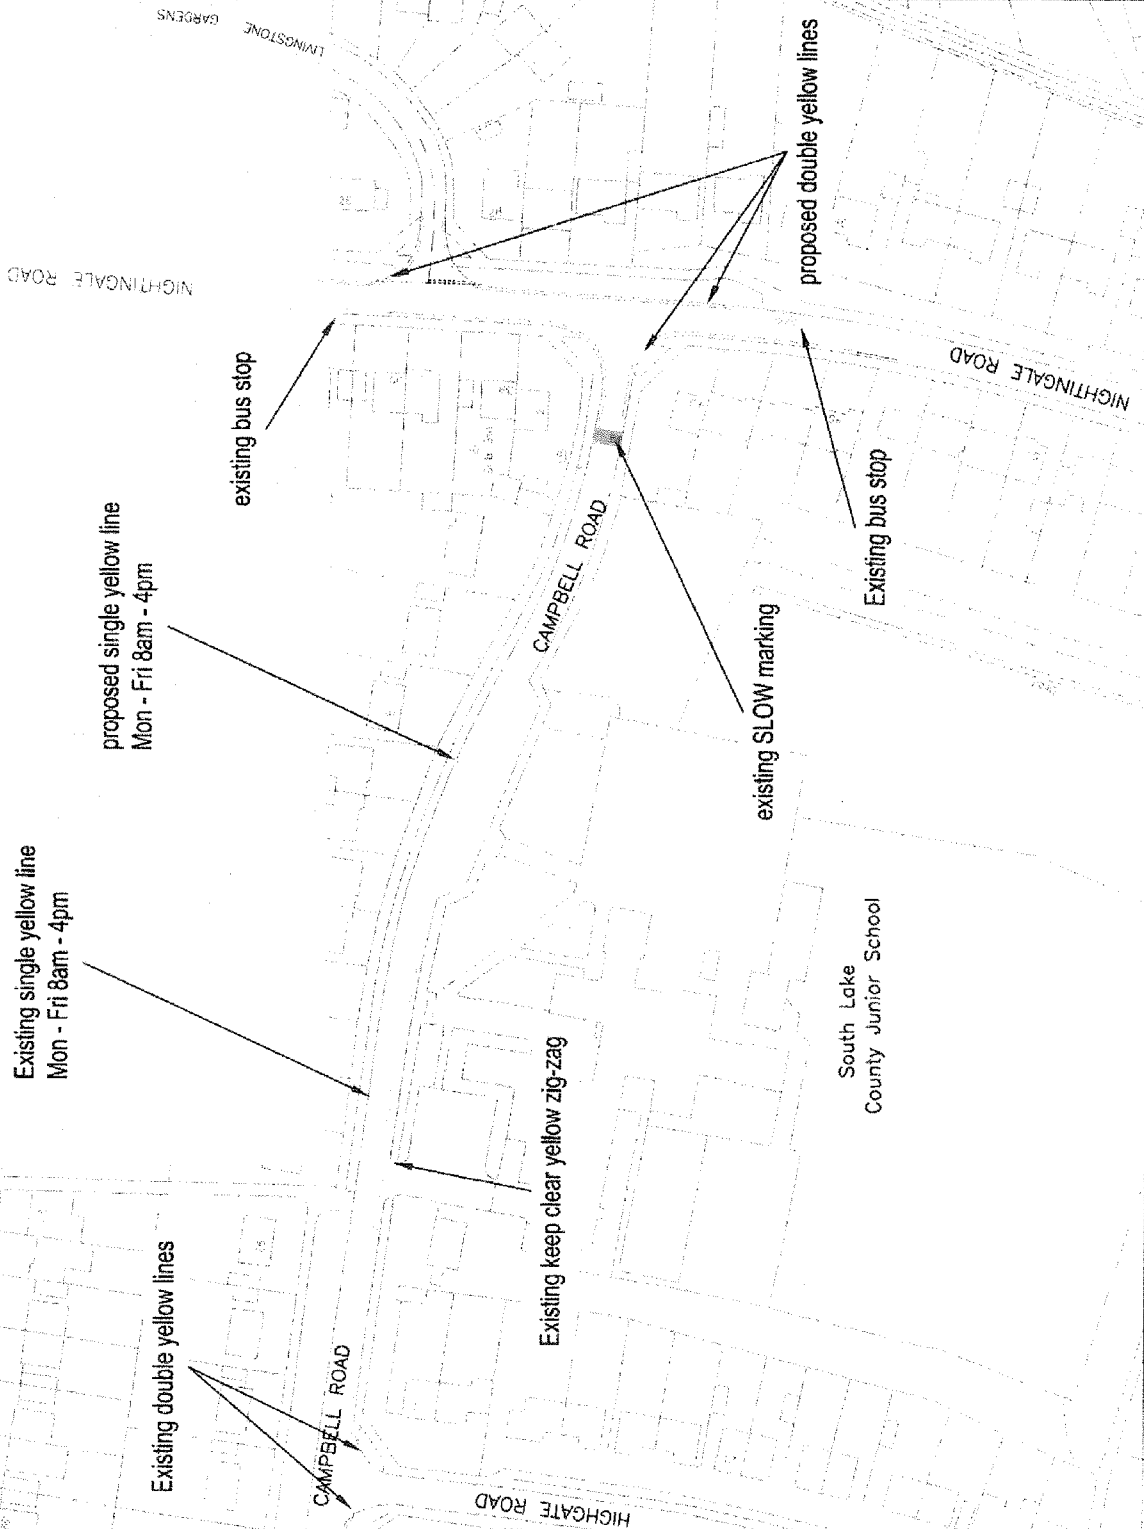 LIVINGSTONE GARDENS
NIGHTINGALE ROAD
proposed double yellow lines
existing bus stop
NIGHTINGALE ROAD
proposed single yellow line
Mon - Fri 8am - 4pm
CAMPBELL ROAD
Existing bus stop
existing SLOW marking
Existing single yellow line
Mon - Fri 8am - 4pm
South Lake
County Junior School
Existing keep clear yellow zig-zag
Existing double yellow lines
CAMPBELL ROAD
HIGHGATE ROAD